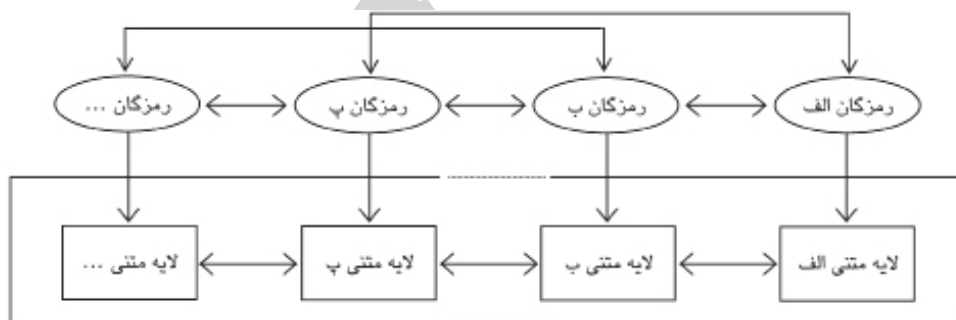 رمزگان الف
رمزگان ب
رمزگان پ
رمزگان ...
لایه متنی الف
لایه متنی ب
لایه متنی پ
لایه متنی ...